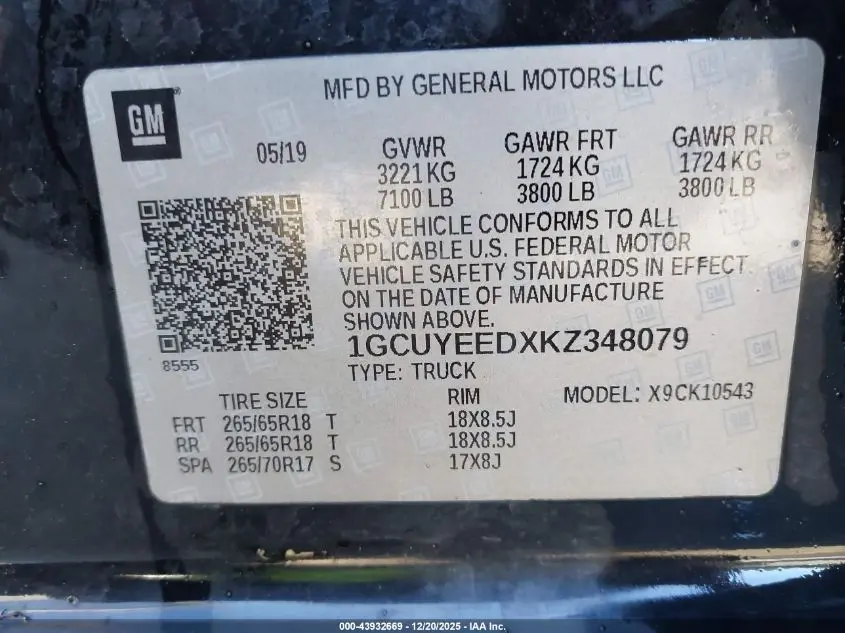 MFD BY GENERAL MOTORS LLC
GM
05/19
GVWR GAWR FRT GAWR RR
3221 KG 1724 KG 1724 KG
7100 LB 3800 LB 3800 LB
THIS VEHICLE CONFORMS TO ALL
APPLICABLE U.S. FEDERAL MOTOR
VEHICLE SAFETY STANDARDS IN EFFECT
ON THE DATE OF MANUFACTURE
SHOWN ABOVE.
1GCUYEEDXKZ348079
8555
TYPE: TRUCK
TIRE SIZE RIM MODEL: X9CK10543
FRT 265/65R18 T 18X8.5J
RR 265/65R18 T 18X8.5J
SPA 265/70R17 S 17X8J
000-43932669 - 12/20/2025 - IAA Inc.